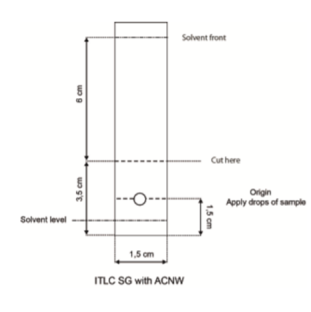 Solvent front
6 cm
Cut here
3,5 cm
Origin
Apply drops of sample
1,5 cm
Solvent level
1,5 cm
ITLC SG with ACNW